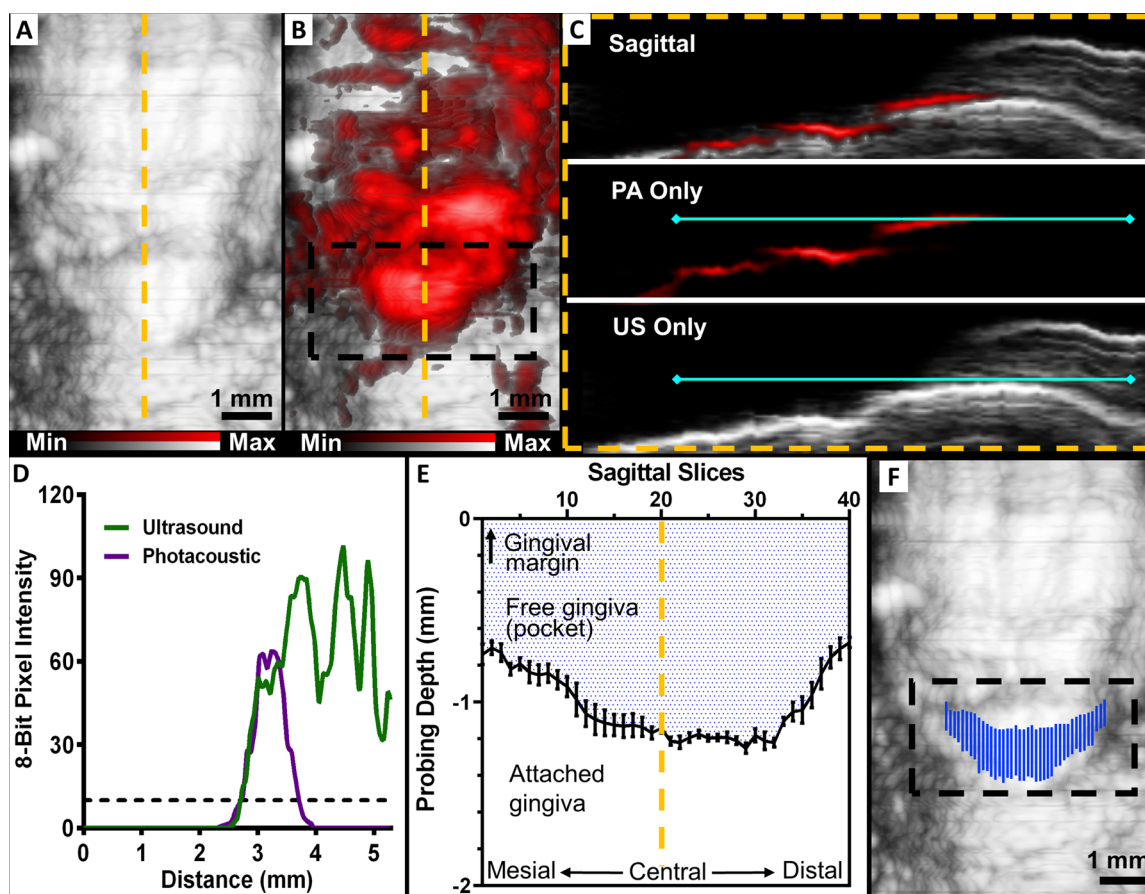 A
1 mm
Min
Max
B
1 mm
Min
Max
C
Sagittal
PA Only
US Only
D
120
90
60
30
0
8-Bit Pixel Intensity
Ultrasound
Photacoustic
0 1 2 3 4 5
Distance (mm)
E
Sagittal Slices
10 20 30 40
0
-1
-2
Probing Depth (mm)
Gingival
margin
Free gingiva
(pocket)
Attached
gingiva
Mesial
Central
Distal
F
1 mm